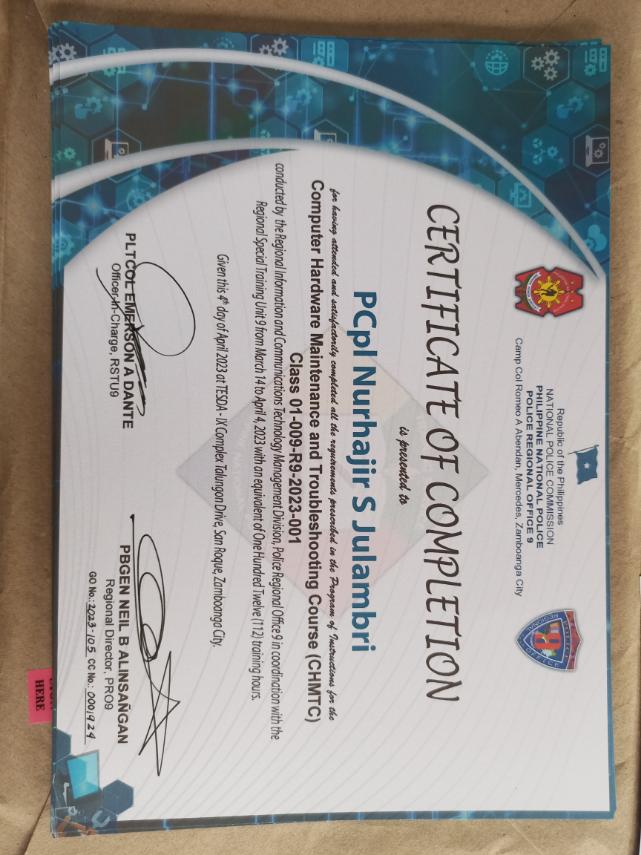 Republic of the Philippines
NATIONAL POLICE COMMISSION
PHILIPPINE NATIONAL POLICE
POLICE REGIONAL OFFICE 9
Camp Col Romeo A Abendan, Mercedes, Zamboanga City
CERTIFICATE OF COMPLETION
is presented to
PCpl Nurhajir S Julambri
for having attended and satisfactorily completed all the requirements prescribed in the Program of Instructions for the
Computer Hardware Maintenance and Troubleshooting Course (CHMTC)
Class 01-009-R9-2023-001
conducted by the Regional Information and Communications Technology Management Division, Police Regional Office 9 in coordination with the
Regional Special Training Unit 9 from March 14 to April 4, 2023 with an equivalent of One Hundred Twelve (112) training hours.
Given this 4th day of April 2023 at TESDA - IX Complex Talungon Drive, San Roque, Zamboanga City.
PLTCOL EMERSON A DANTE
Officer-In-Charge, RSTU9
PBGEN NEIL B ALINSAÑGAN
Regional Director, PRO9
GO No.: 2023-105 CC No.: 0001924
HERE